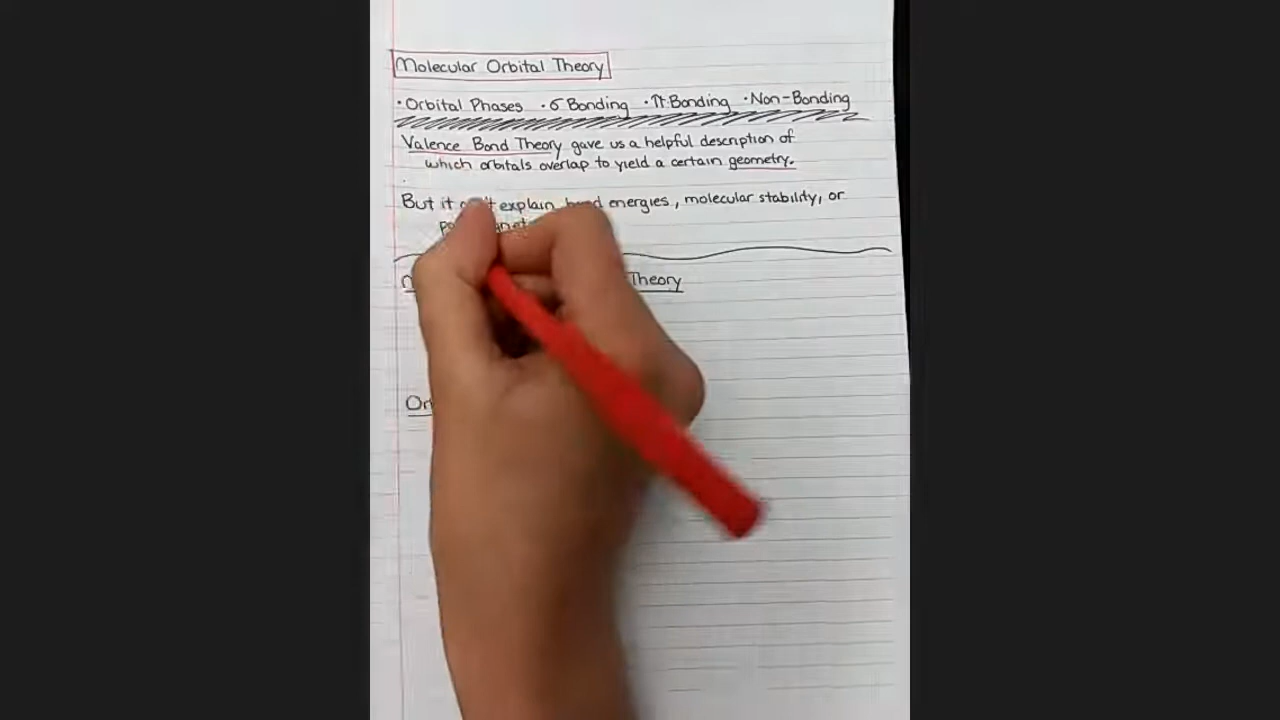 Molecular Orbital Theory
· Orbital Phases · σ Bonding · π Bonding · Non-Bonding
Valence Bond Theory gave us a helpful description of
which orbitals overlap to yield a certain geometry.
But it explain energies, molecular stability, or
Theory